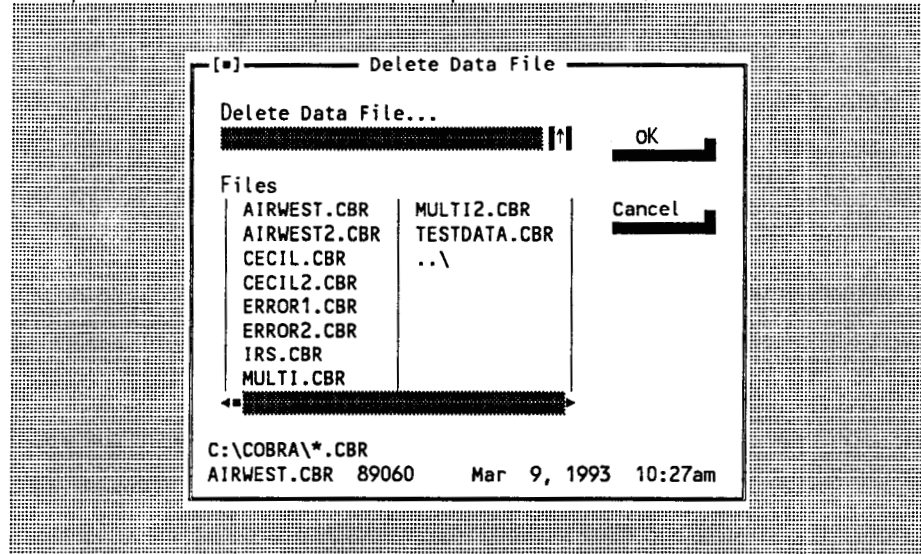 [▪] Delete Data File
Delete Data File...
↑
oK
Files
AIRWEST.CBR MULTI2.CBR
Cancel
AIRWEST2.CBR TESTDATA.CBR
CECIL.CBR ..\
CECIL2.CBR
ERROR1.CBR
ERROR2.CBR
IRS.CBR
MULTI.CBR
C:\COBRA\*.CBR
AIRWEST.CBR 89060 Mar 9, 1993 10:27am